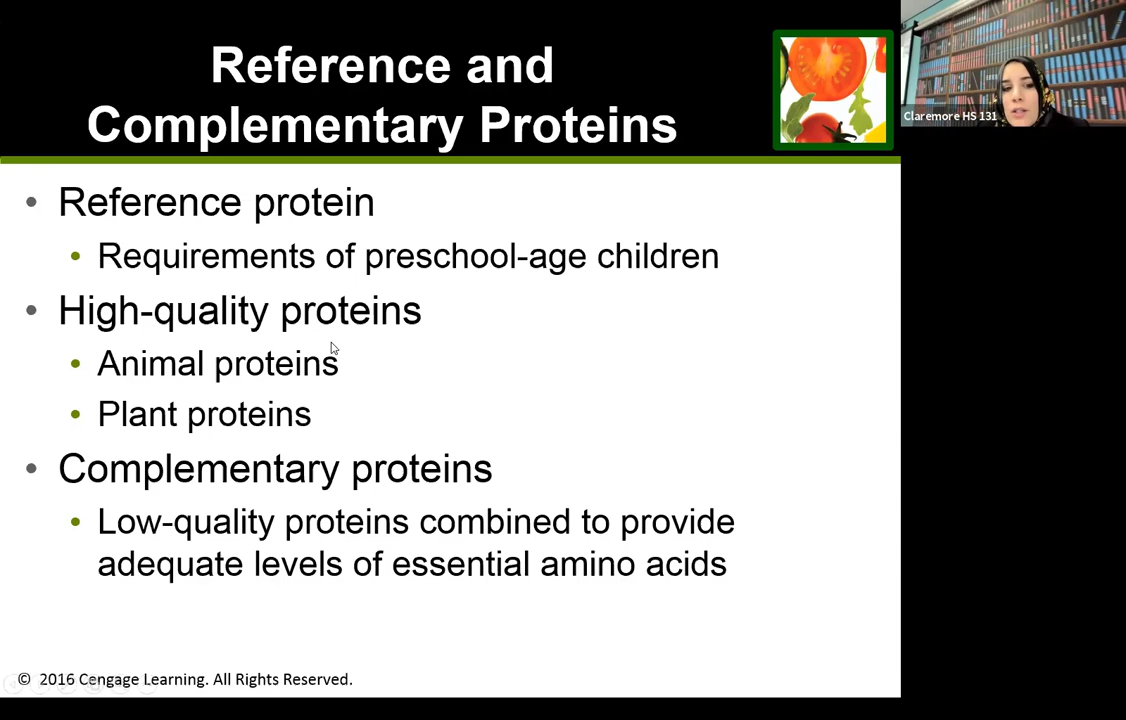 Reference and
Complementary Proteins
Claremore HS 131
• Reference protein
• Requirements of preschool-age children
• High-quality proteins
• Animal proteins
• Plant proteins
• Complementary proteins
• Low-quality proteins combined to provide
adequate levels of essential amino acids
© 2016 Cengage Learning. All Rights Reserved.